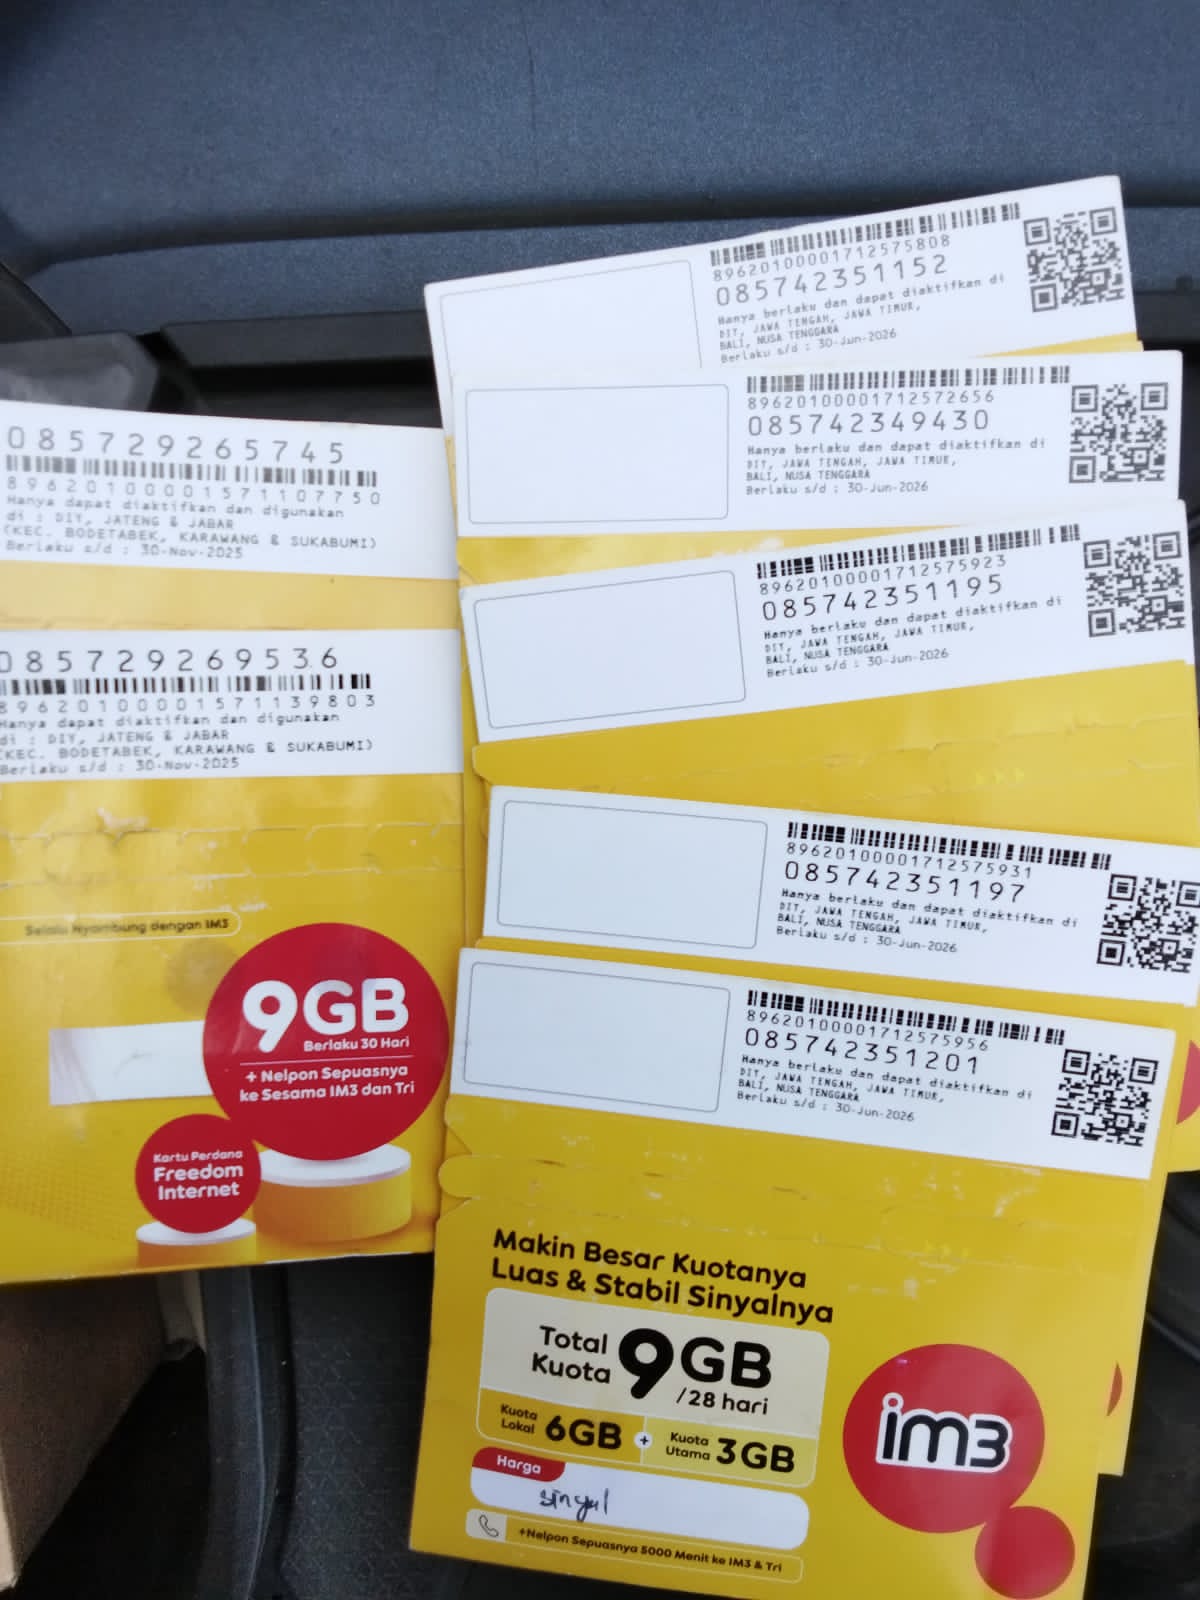 085729265745
89620100001571107750
Hanya dapat diaktifkan dan digunakan
di : DIY, JATENG & JABAR
(KEC. BODETABEK, KARAWANG & SUKABUMI)
Berlaku s/d : 30-Nov-2025
085729269536
89620100001571139803
Hanya dapat diaktifkan dan digunakan
di : DIY, JATENG & JABAR
(KEC. BODETABEK, KARAWANG & SUKABUMI)
Berlaku s/d : 30-Nov-2025
Selalu Nyambung dengan IM3
9GB
Berlaku 30 Hari
+ Nelpon Sepuasnya
ke Sesama IM3 dan Tri
Kartu Perdana
Freedom
Internet
89620100001712575808
085742351152
Hanya berlaku dan dapat diaktifkan di
DIY, JAWA TENGAH, JAWA TIMUR,
BALI, NUSA TENGGARA
Berlaku s/d : 30-Jun-2026
89620100001712572656
085742349430
Hanya berlaku dan dapat diaktifkan di
DIY, JAWA TENGAH, JAWA TIMUR,
BALI, NUSA TENGGARA
Berlaku s/d : 30-Jun-2026
89620100001712575923
085742351195
Hanya berlaku dan dapat diaktifkan di
DIY, JAWA TENGAH, JAWA TIMUR,
BALI, NUSA TENGGARA
Berlaku s/d : 30-Jun-2026
89620100001712575931
085742351197
Hanya berlaku dan dapat diaktifkan di
DIY, JAWA TENGAH, JAWA TIMUR,
BALI, NUSA TENGGARA
Berlaku s/d : 30-Jun-2026
89620100001712575956
085742351201
Hanya berlaku dan dapat diaktifkan di
DIY, JAWA TENGAH, JAWA TIMUR,
BALI, NUSA TENGGARA
Berlaku s/d : 30-Jun-2026
Makin Besar Kuotanya
Luas & Stabil Sinyalnya
Total Kuota 9GB /28 hari
Kuota Lokal 6GB + Kuota Utama 3GB
Harga
+Nelpon Sepuasnya 5000 Menit ke IM3 & Tri
im3